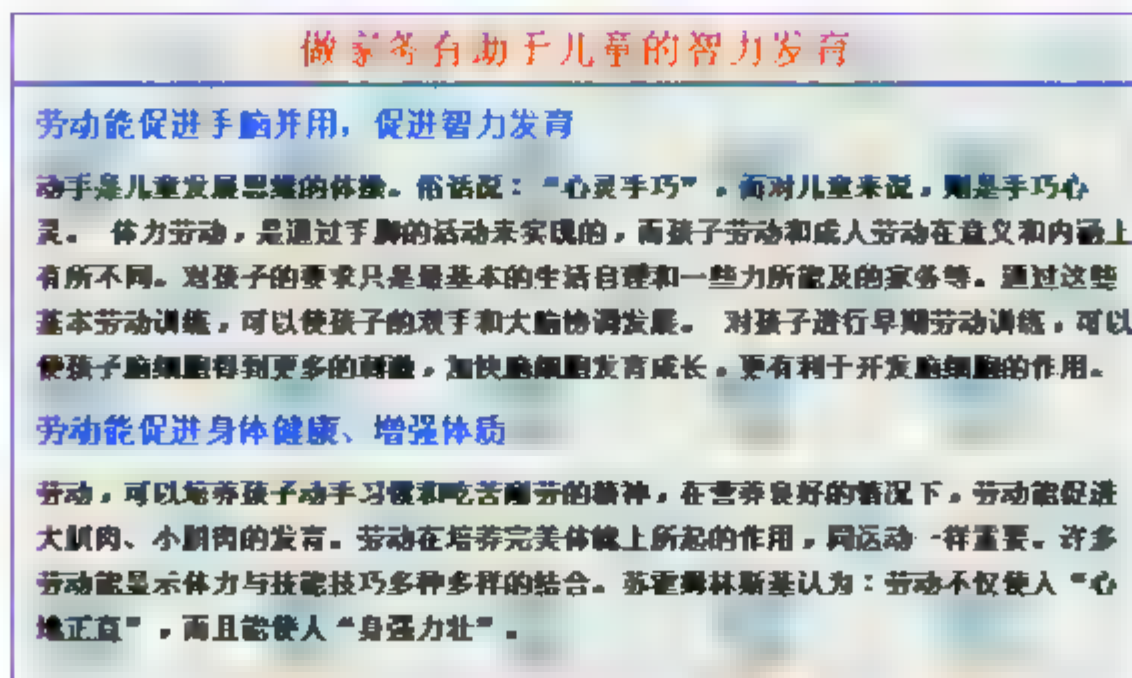 做家务有助于儿童的智力发育
劳动能促进手脑并用，促进智力发育
动手是儿童发展思维的体操。俗话说：“心灵手巧”，而对儿童来说，则是手巧心
灵。 体力劳动，是通过手脚的活动来实现的，而孩子劳动和成人劳动在意义和内涵上
有所不同。对孩子的要求只是最基本的生活自理和一些力所能及的家务等。通过这些
基本劳动训练，可以使孩子的双手和大脑协调发展。 对孩子进行早期劳动训练，可以
使孩子脑细胞得到更多的刺激，加快脑细胞发育成长，更有利于开发脑细胞的作用。
劳动能促进身体健康、增强体质
劳动，可以培养孩子动手习惯和吃苦耐劳的精神，在营养良好的情况下，劳动能促进
大肌肉、小肌肉的发育。劳动在培养完美体魄上所起的作用，同运动一样重要。许多
劳动能显示体力与技能技巧多种多样的结合。苏霍姆林斯基认为：劳动不仅使人“心
地正直”，而且能使人“身强力壮”。